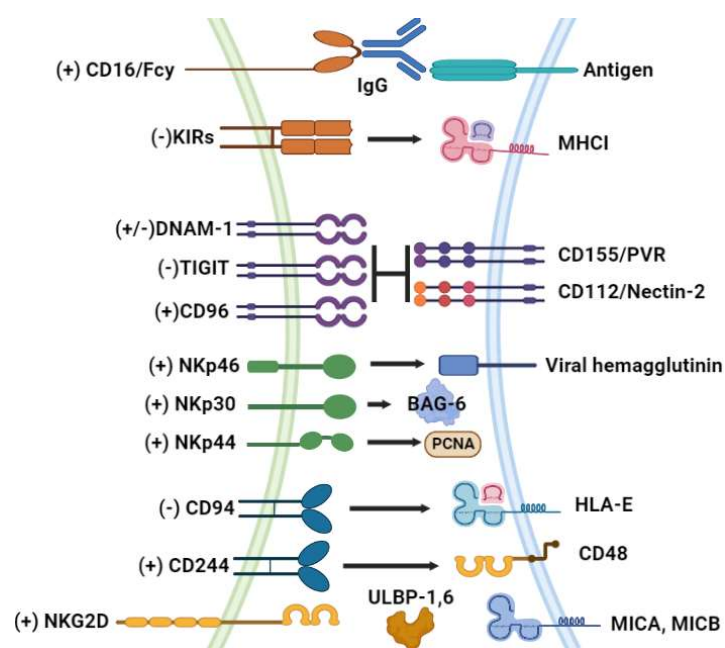 (+) CD16/Fcy
IgG
Antigen
(-)KIRs
MHCI
(+/-)DNAM-1
(-)TIGIT
(+)CD96
CD155/PVR
CD112/Nectin-2
(+) NKp46
Viral hemagglutinin
(+) NKp30
BAG-6
(+) NKp44
PCNA
(-) CD94
HLA-E
(+) CD244
CD48
ULBP-1,6
(+) NKG2D
MICA, MICB